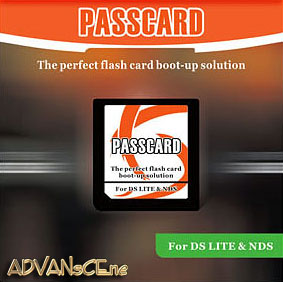 PASSCARD
The perfect flash card boot-up solution
PASSCARD
The perfect flash card
boot-up solution
For DS LITE & NDS
For DS LITE & NDS
ADVANsCEne